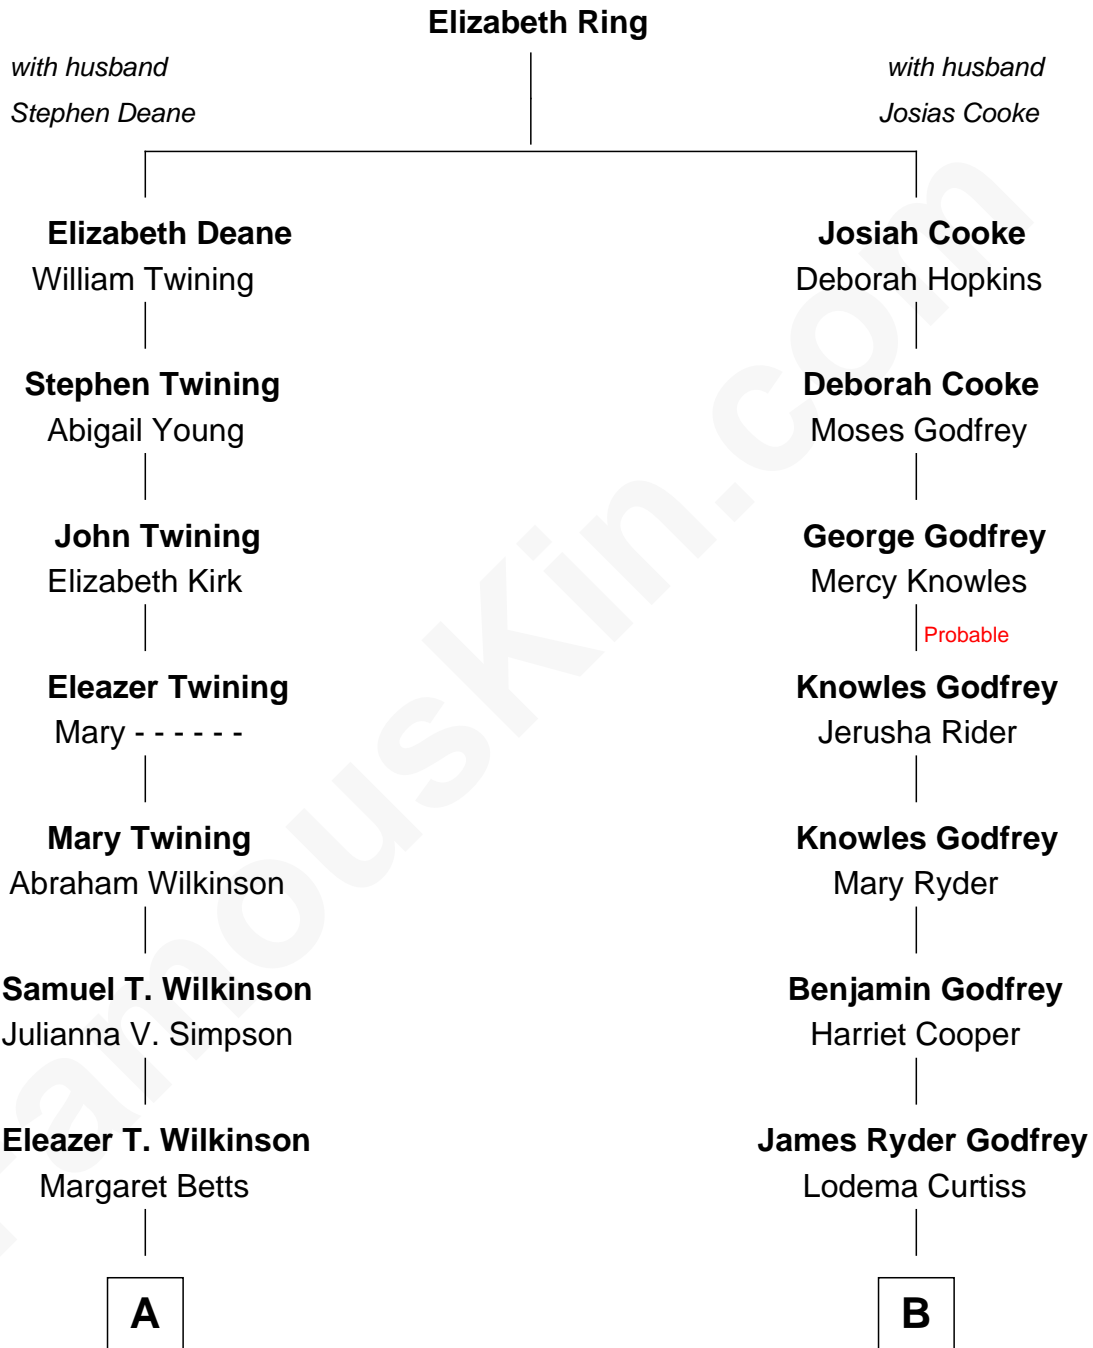 Elizabeth Ring
with husband
Stephen Deane
with husband
Josias Cooke
Elizabeth Deane
William Twining
Josiah Cooke
Deborah Hopkins
Stephen Twining
Abigail Young
Deborah Cooke
Moses Godfrey
John Twining
Elizabeth Kirk
George Godfrey
Mercy Knowles
Probable
Eleazer Twining
Mary - - - - - -
Knowles Godfrey
Jerusha Rider
Mary Twining
Abraham Wilkinson
Knowles Godfrey
Mary Ryder
Samuel T. Wilkinson
Julianna V. Simpson
Benjamin Godfrey
Harriet Cooper
Eleazer T. Wilkinson
Margaret Betts
James Ryder Godfrey
Lodema Curtiss
A
B
FamousKin.com